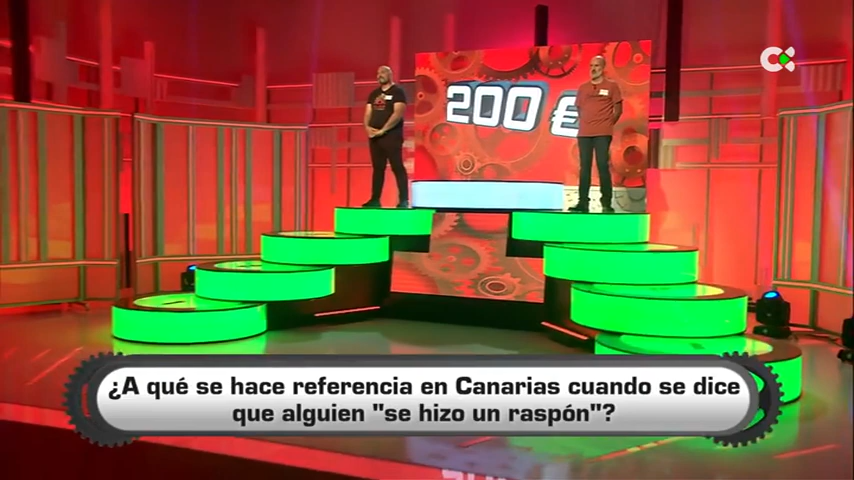 200 €
¿A qué se hace referencia en Canarias cuando se dice
que alguien "se hizo un raspón"?